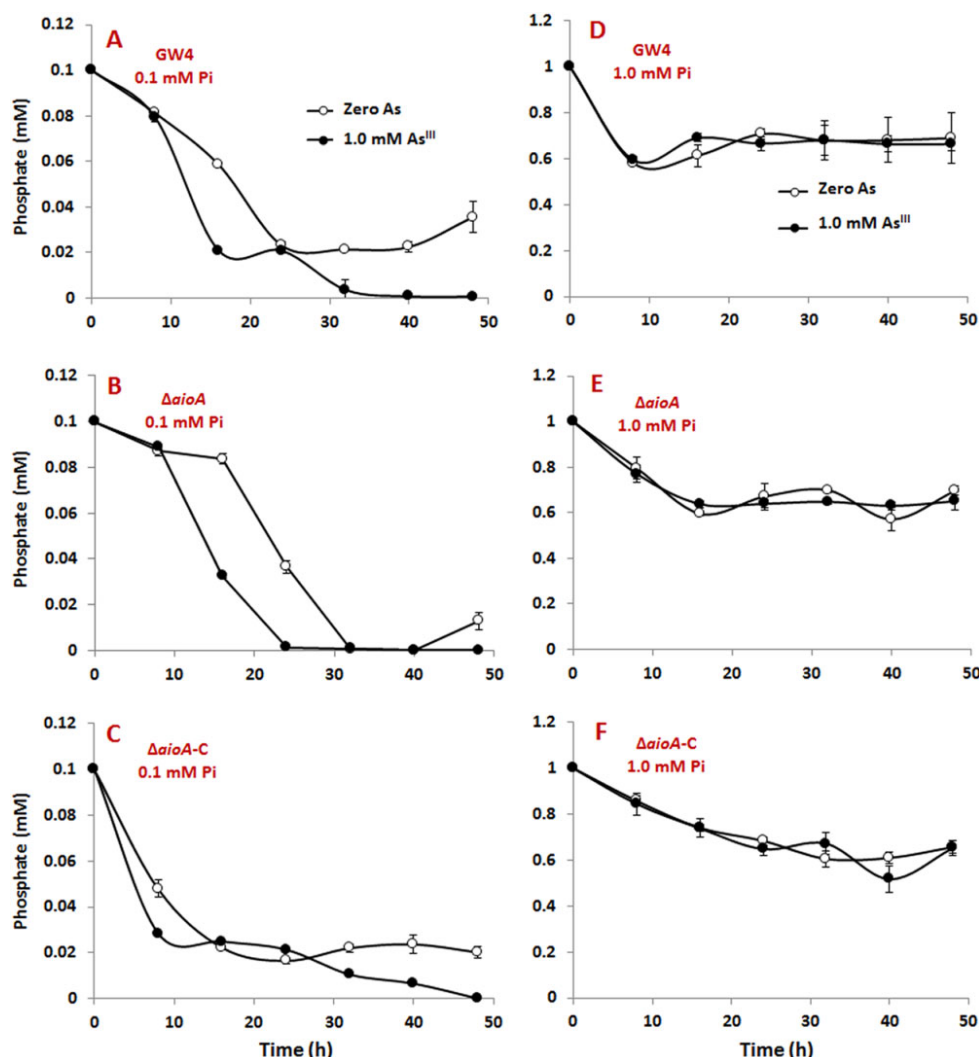 A
GW4
0.1 mM Pi
Zero As
1.0 mM AsIII
Phosphate (mM)
0.12
0.1
0.08
0.06
0.04
0.02
0
0 10 20 30 40 50
D
GW4
1.0 mM Pi
Zero As
1.0 mM AsIII
1.2
1
0.8
0.6
0.4
0.2
0
0 10 20 30 40 50
B
ΔaioA
0.1 mM Pi
Phosphate (mM)
0.12
0.1
0.08
0.06
0.04
0.02
0
0 10 20 30 40 50
E
ΔaioA
1.0 mM Pi
1.2
1
0.8
0.6
0.4
0.2
0
0 10 20 30 40 50
C
ΔaioA-C
0.1 mM Pi
Phosphate (mM)
0.12
0.1
0.08
0.06
0.04
0.02
0
0 10 20 30 40 50
Time (h)
F
ΔaioA-C
1.0 mM Pi
1.2
1
0.8
0.6
0.4
0.2
0
0 10 20 30 40 50
Time (h)